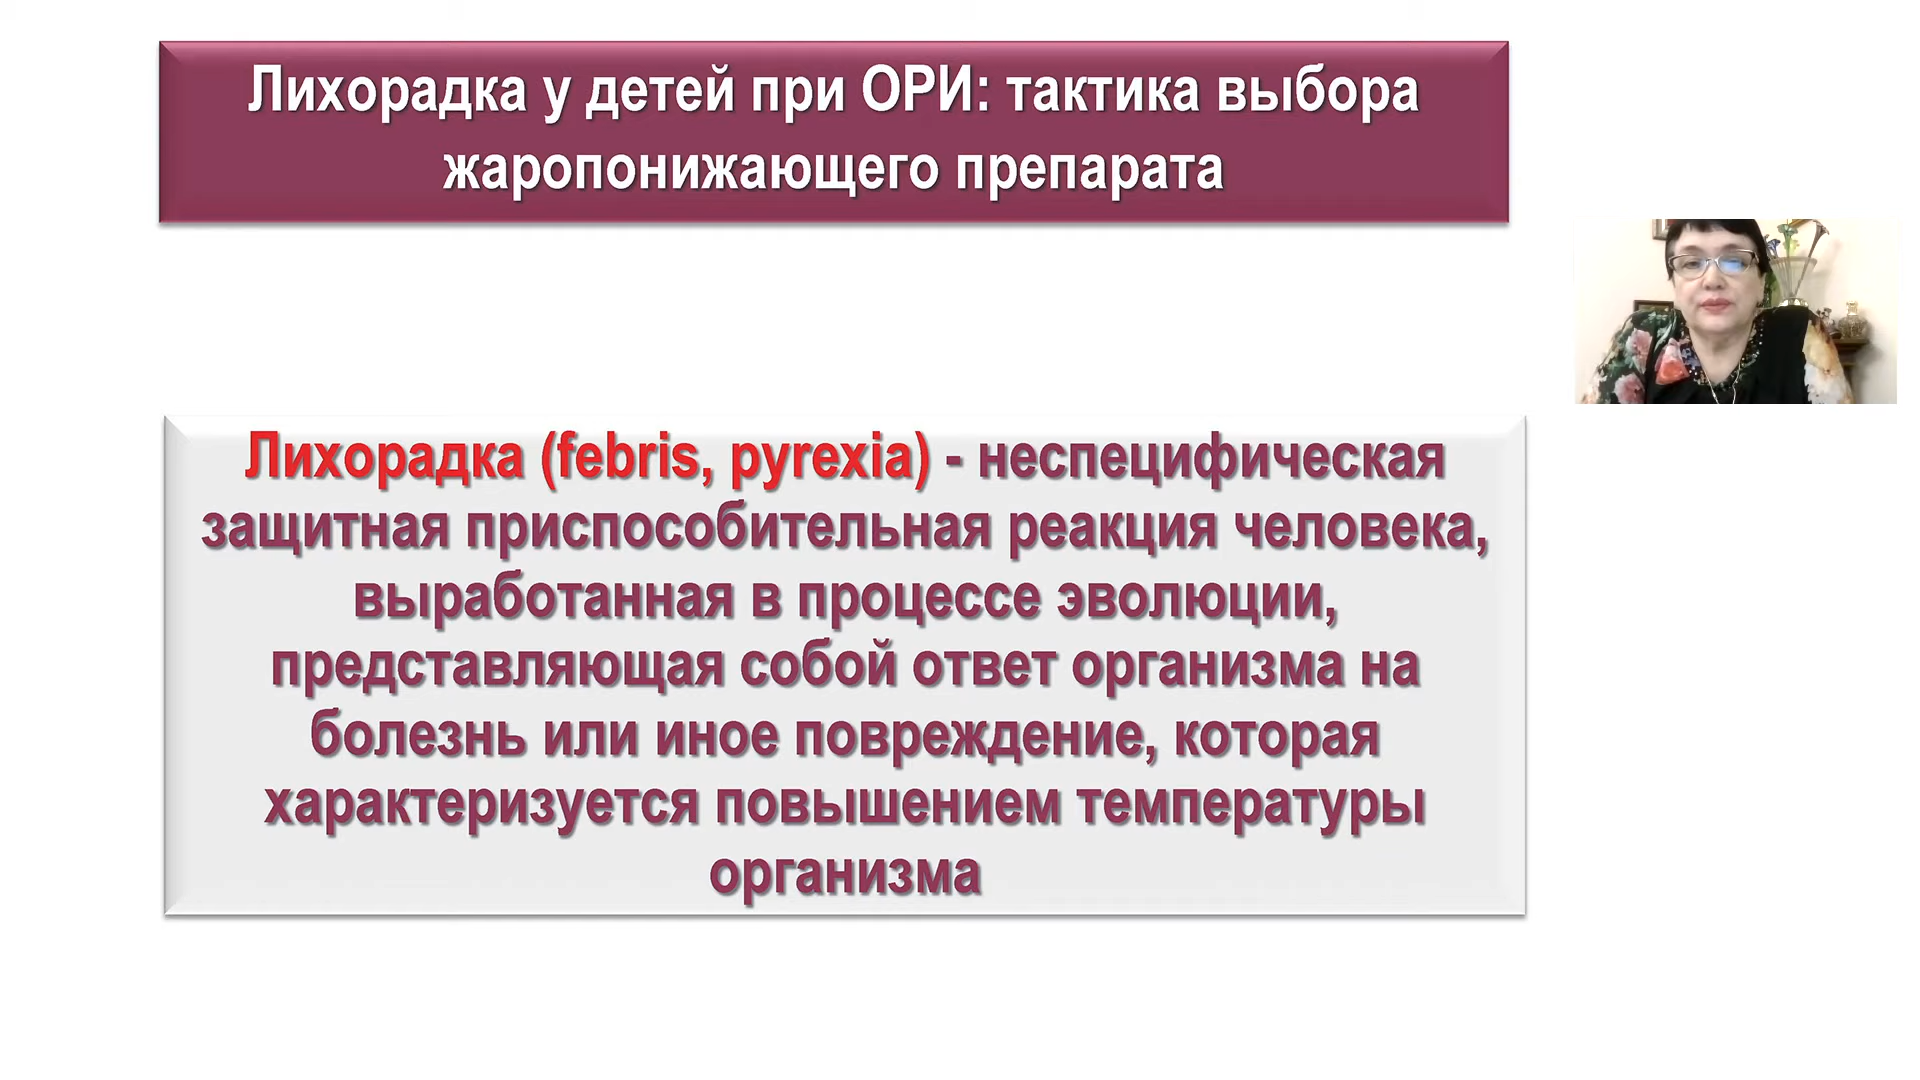 Лихорадка у детей при ОРИ: тактика выбора
жаропонижающего препарата
Лихорадка (febris, pyrexia) - неспецифическая
защитная приспособительная реакция человека,
выработанная в процессе эволюции,
представляющая собой ответ организма на
болезнь или иное повреждение, которая
характеризуется повышением температуры
организма